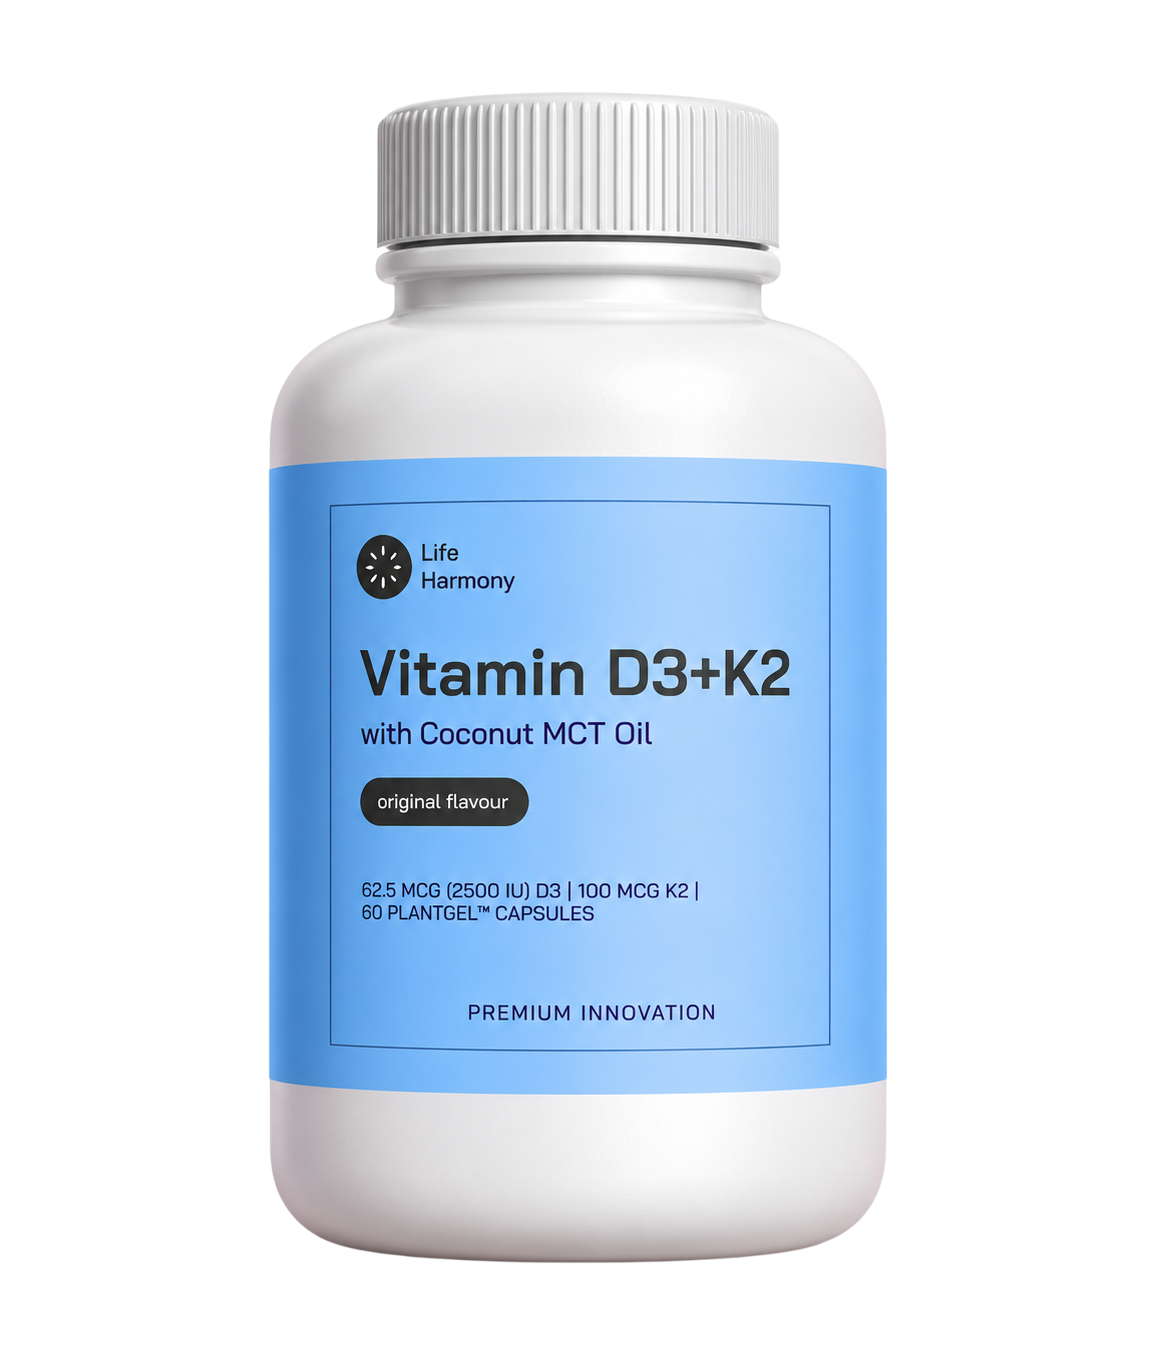 Life
Harmony
Vitamin D3+K2
with Coconut MCT Oil
original flavour
62.5 MCG (2500 IU) D3 | 100 MCG K2 |
60 PLANTGEL™ CAPSULES
PREMIUM INNOVATION